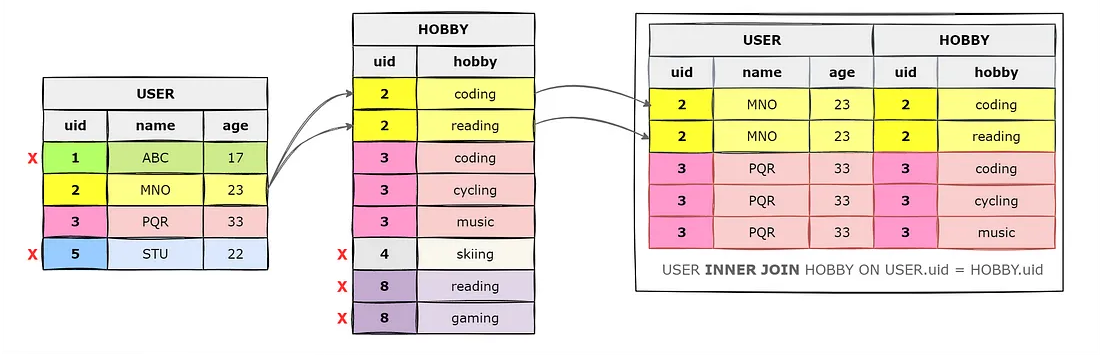 USER
uid name age
X 1 ABC 17
2 MNO 23
3 PQR 33
X 5 STU 22
HOBBY
uid hobby
2 coding
2 reading
3 coding
3 cycling
3 music
X 4 skiing
X 8 reading
X 8 gaming
USER HOBBY
uid name age uid hobby
2 MNO 23 2 coding
2 MNO 23 2 reading
3 PQR 33 3 coding
3 PQR 33 3 cycling
3 PQR 33 3 music
USER INNER JOIN HOBBY ON USER.uid = HOBBY.uid